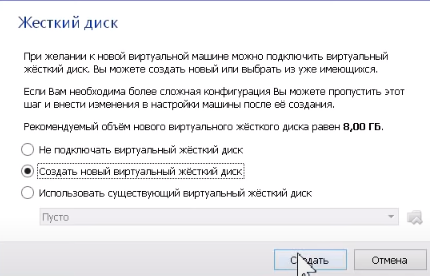 Жесткий диск
При желании к новой виртуальной машине можно подключить виртуальный
жёсткий диск. Вы можете создать новый или выбрать из уже имеющихся.
Если Вам необходима более сложная конфигурация Вы можете пропустить этот
шаг и внести изменения в настройки машины после её создания.
Рекомендуемый объём нового виртуального жёсткого диска равен 8,00 ГБ.
Не подключать виртуальный жёсткий диск
Создать новый виртуальный жёсткий диск
Использовать существующий виртуальный жёсткий диск
Пусто
Создать Отмена